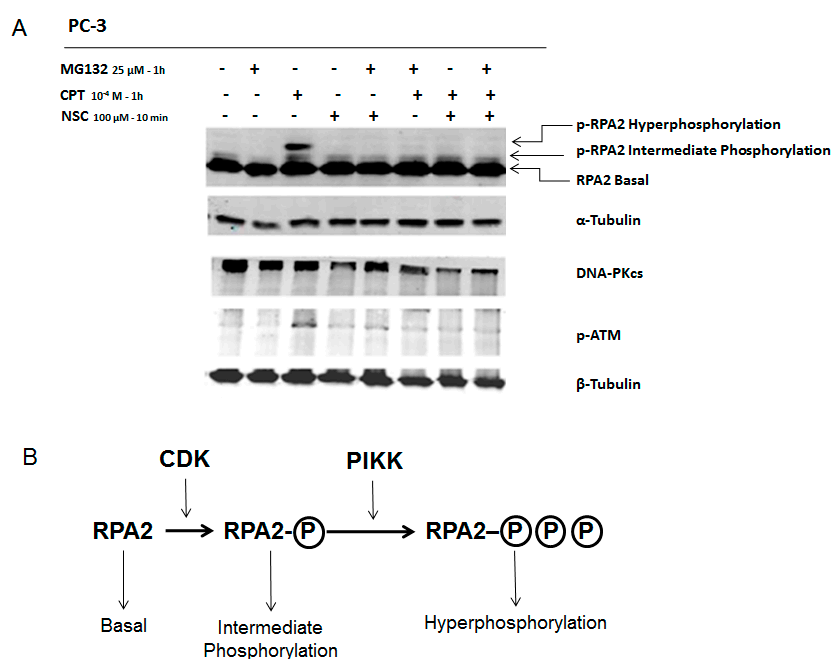 A
PC-3
MG132 25 µM - 1h - + - - + + - +
CPT 10⁻⁴ M - 1h - - + - - + + +
NSC 100 µM - 10 min - - - + + - + +
p-RPA2 Hyperphosphorylation
p-RPA2 Intermediate Phosphorylation
RPA2 Basal
α-Tubulin
DNA-PKcs
p-ATM
β-Tubulin
B
CDK PIKK
RPA2 RPA2-P RPA2–P P P
Basal Intermediate Phosphorylation Hyperphosphorylation